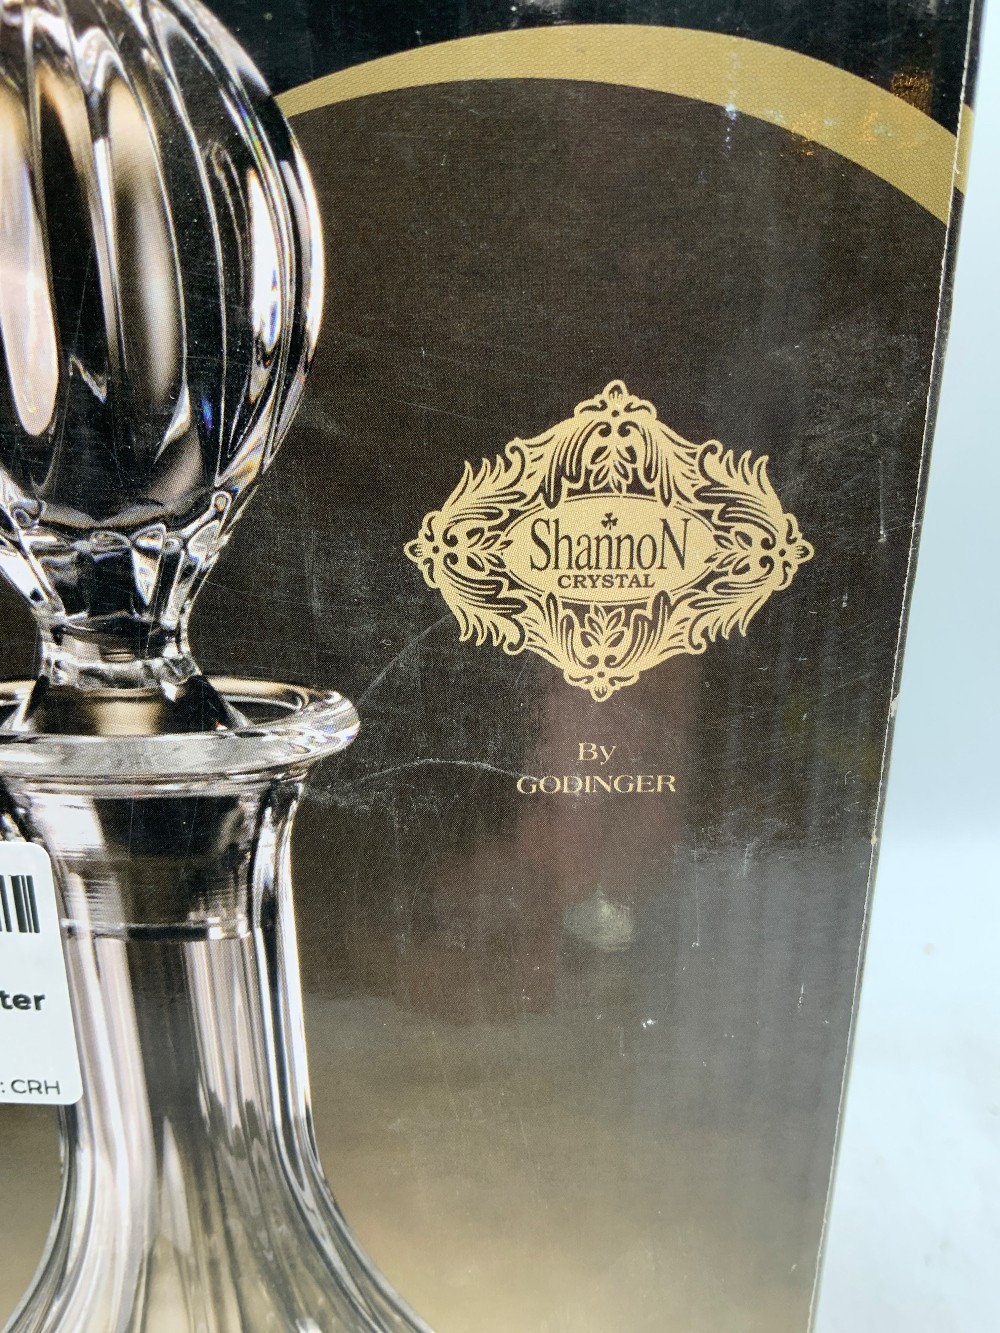 ShannoN
CRYSTAL
By
GODINGER
ter
: CRH